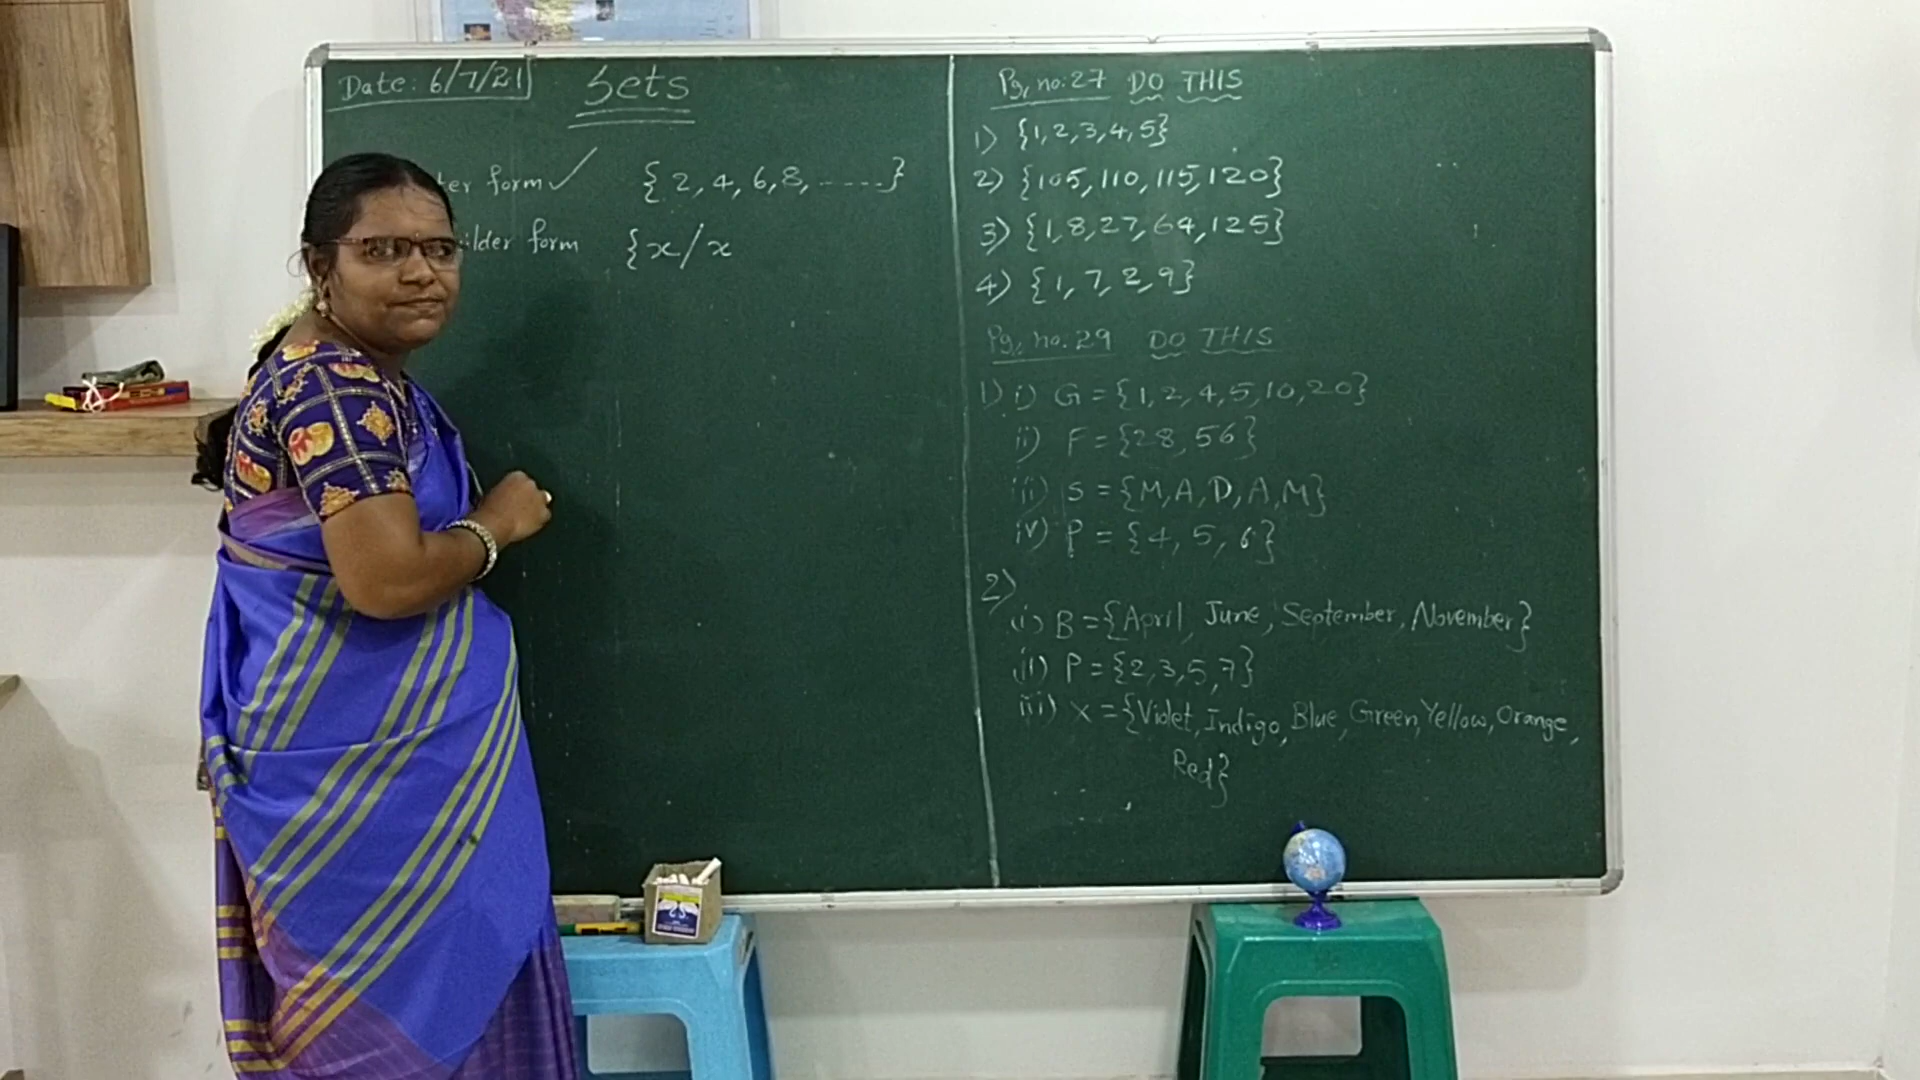 Date: 6/7/21
Sets
ter form ✓ {2, 4, 6, 8, -----}
ilder form {x/x
Pg, no: 27 DO THIS
1) {1, 2, 3, 4, 5}
2) {105, 110, 115, 120}
3) {1, 8, 27, 64, 125}
4) {1, 7, 2, 9}
Pg, no: 29 DO THIS
1) i) G = {1, 2, 4, 5, 10, 20}
ii) F = {28, 56}
iii) S = {M, A, D, A, M}
iv) P = {4, 5, 6}
2)
(i) B = {April, June, September, November}
(ii) P = {2, 3, 5, 7}
(iii) X = {Violet, Indigo, Blue, Green, Yellow, Orange,
Red}